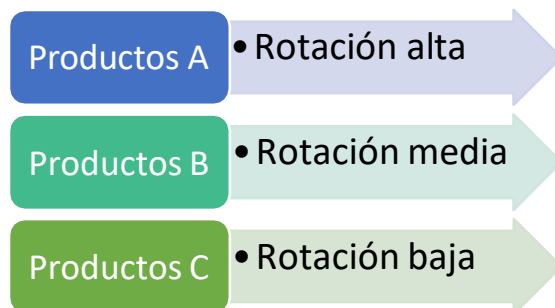 Productos A
• Rotación alta
Productos B
• Rotación media
Productos C
• Rotación baja